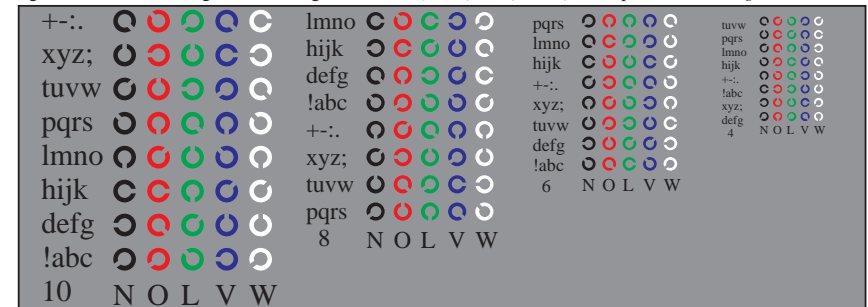 +-:.
xyz;
tuvw
pqrs
lmno
hijk
defg
!abc
10 N O L V W
lmno
hijk
defg
!abc
+-:.
xyz;
tuvw
pqrs
8 N O L V W
pqrs
lmno
hijk
+-:.
xyz;
tuvw
defg
!abc
6 N O L V W
tuvw
pqrs
lmno
hijk
+-:.
!abc
xyz;
defg
4 N O L V W